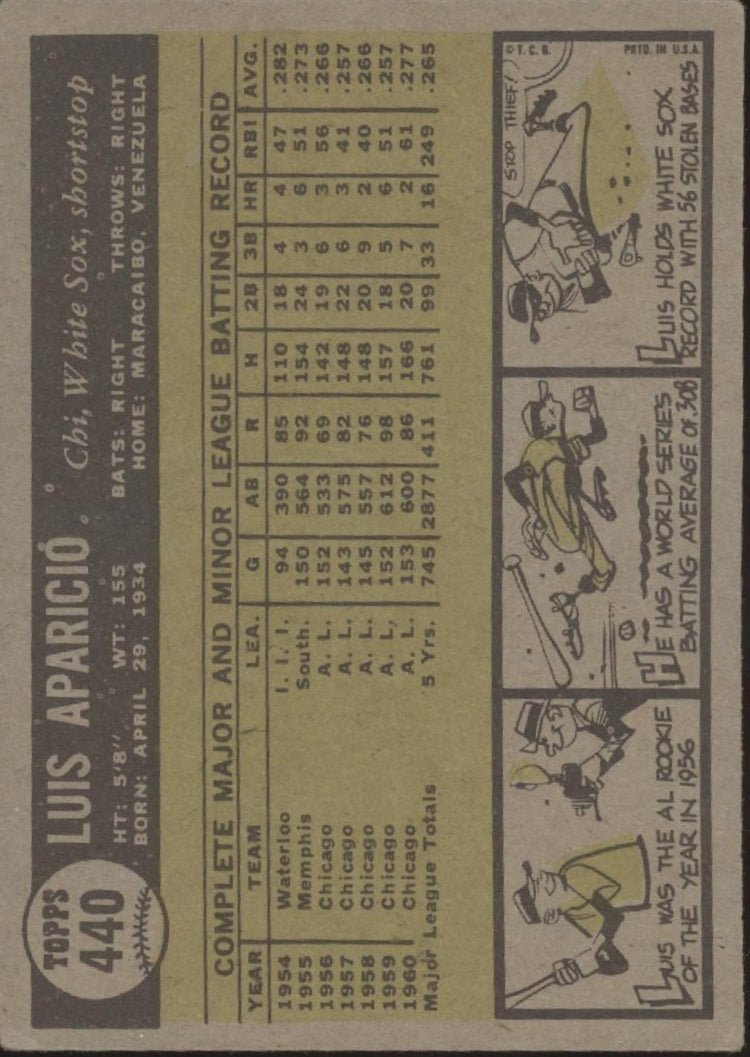 TOPPS
440
LUIS APARICIO Chi, White Sox, shortstop
HT: 5'8" WT: 155 BATS: RIGHT THROWS: RIGHT
BORN: APRIL 29, 1934 HOME: MARACAIBO, VENEZUELA
COMPLETE MAJOR AND MINOR LEAGUE BATTING RECORD
YEAR TEAM LEA. G AB R H 2B 3B HR RBI AVG.
1954 Waterloo I. I. I. 94 390 85 110 18 4 4 47 .282
1955 Memphis South. 150 564 92 154 24 3 6 51 .273
1956 Chicago A. L. 152 533 69 142 19 6 3 56 .266
1957 Chicago A. L. 143 575 82 148 22 6 3 41 .257
1958 Chicago A. L. 145 557 76 148 20 9 2 40 .266
1959 Chicago A. L. 152 612 98 157 18 5 6 51 .257
1960 Chicago A. L. 153 600 86 166 20 7 2 61 .277
Major League Totals 5 Yrs. 745 2877 411 761 99 33 16 249 .265
LUIS WAS THE AL ROOKIE
OF THE YEAR IN 1956
HE HAS A WORLD SERIES
BATTING AVERAGE OF .308
© T. C. G. PRTD. IN U.S.A.
STOP THIEF!
LUIS HOLDS WHITE SOX
RECORD WITH 56 STOLEN BASES